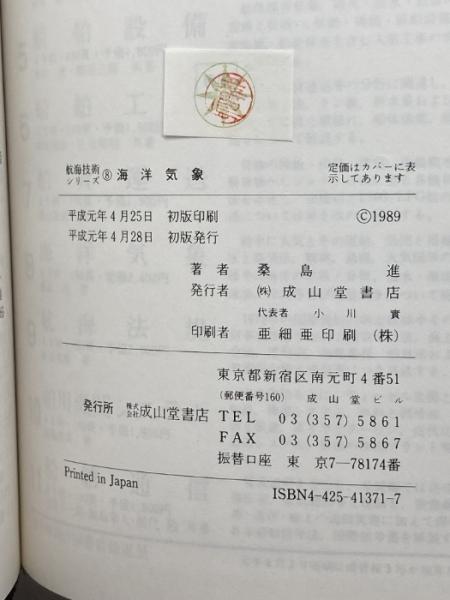 航海技術シリーズ⑧ 海洋気象
定価はカバーに表示してあります
平成元年4月25日 初版印刷
©1989
平成元年4月28日 初版発行
著者 桑島 進
発行者 ㈱ 成山堂書店
代表者 小川 實
印刷者 亜細亜印刷(株)
東京都新宿区南元町4番51
(郵便番号160) 成山堂ビル
発行所 株式会社 成山堂書店
TEL 03(357)5861
FAX 03(357)5867
振替口座 東京7―78174番
Printed in Japan
ISBN4-425-41371-7